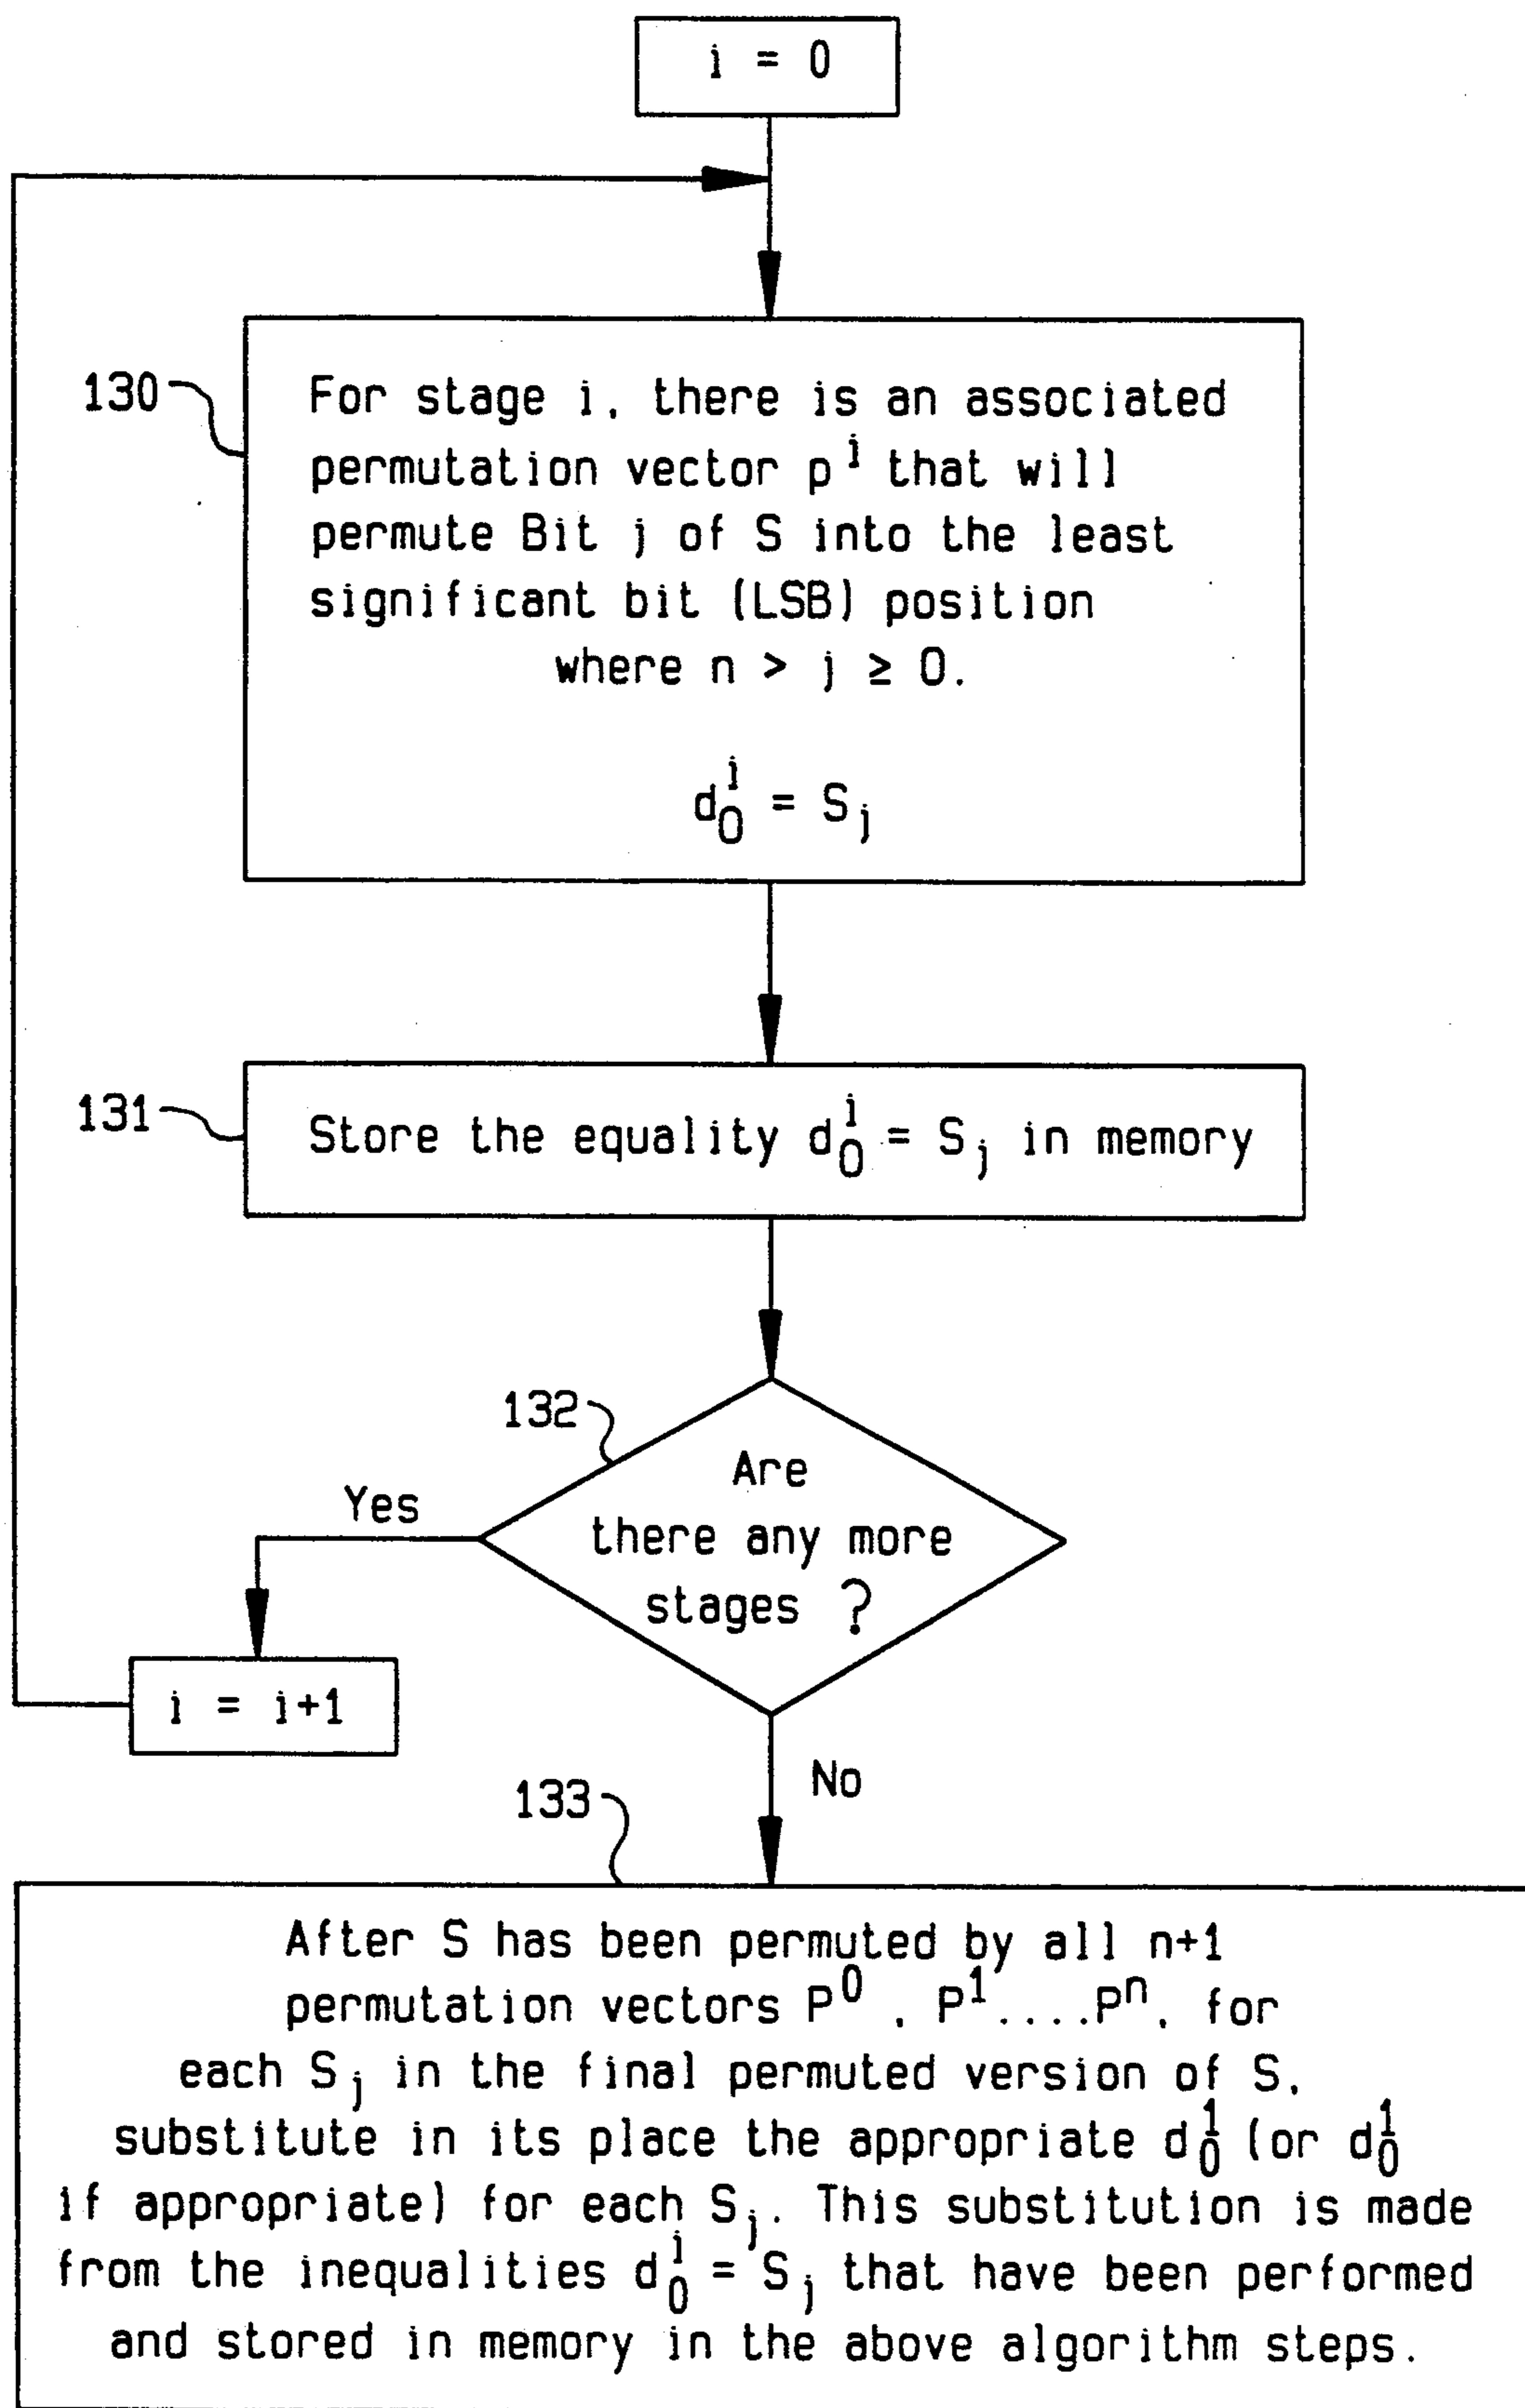 i = 0
130
For stage i, there is an associated
permutation vector pⁱ that will
permute Bit j of S into the least
significant bit (LSB) position
where n > j ≥ 0.
d₀ⁱ = Sⱼ
131
Store the equality d₀ⁱ = Sⱼ in memory
132
Are
there any more
stages ?
Yes
i = i+1
No
133
After S has been permuted by all n+1
permutation vectors P⁰, P¹....Pⁿ, for
each Sⱼ in the final permuted version of S,
substitute in its place the appropriate d₀¹ (or d₀¹
if appropriate) for each Sⱼ. This substitution is made
from the inequalities d₀ⁱ = Sⱼ that have been performed
and stored in memory in the above algorithm steps.